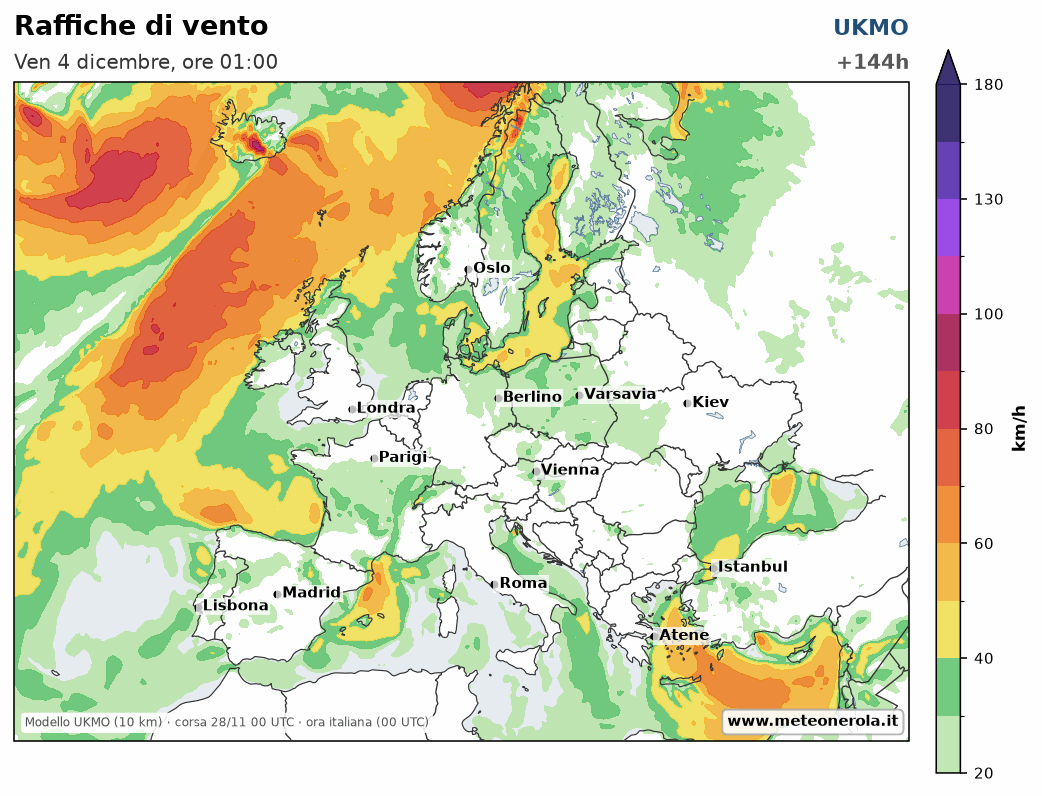 Raffiche di vento
UKMO
Ven 4 dicembre, ore 01:00
+144h
180
130
100
80
60
40
20
km/h
Oslo
Berlino
Varsavia
Kiev
Londra
Parigi
Vienna
Istanbul
Roma
Madrid
Lisbona
Atene
Modello UKMO (10 km) · corsa 28/11 00 UTC · ora italiana (00 UTC)
www.meteonerola.it